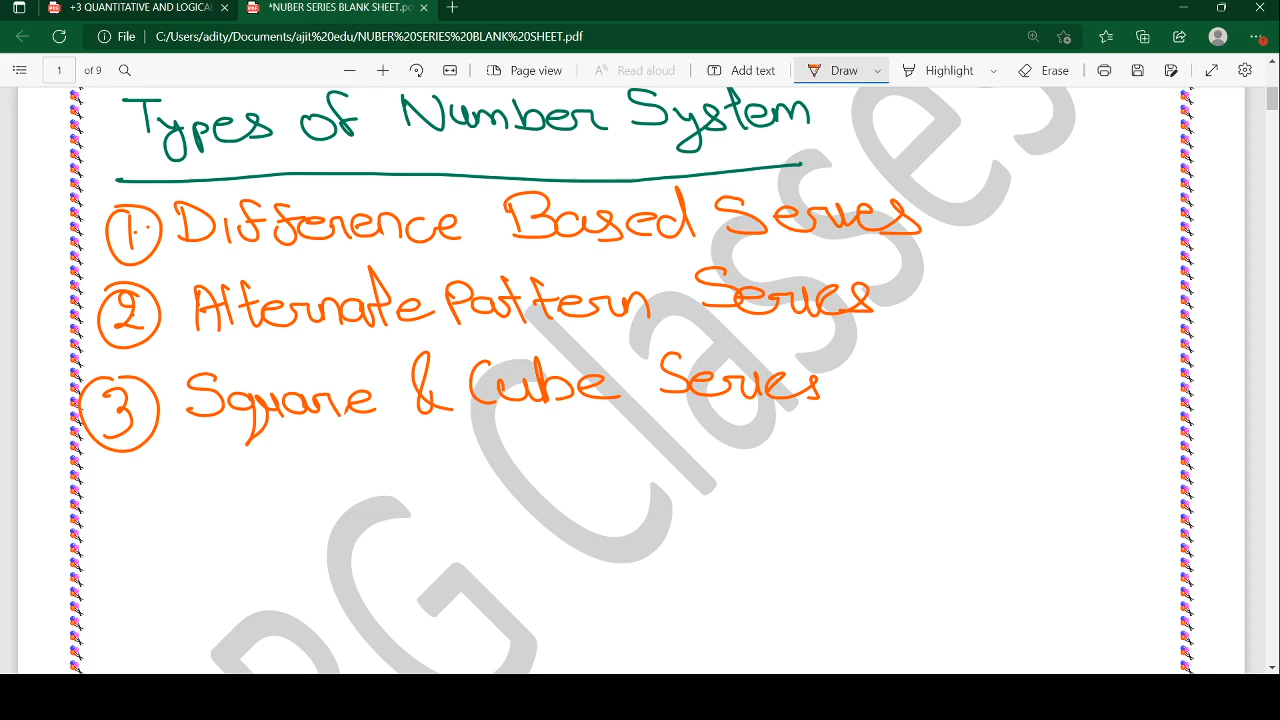 +3 QUANTITATIVE AND LOGICAL
*NUBER SERIES BLANK SHEET.pd
File C:/Users/adity/Documents/ajit%20edu/NUBER%20SERIES%20BLANK%20SHEET.pdf
1 of 9 Page view Read aloud Add text Draw Highlight Erase
Types of Number System
1. Difference Based Series
2 Alternate Pattern Series
3 Square & Cube Series
PG Classes